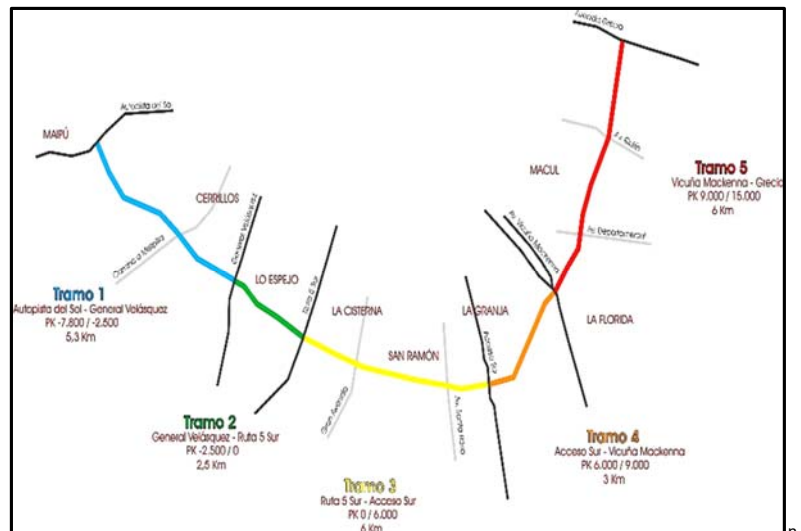 Avenida Grecia
Autopista del Sol
MAIPÚ
Av. Quilín
MACUL
Tramo 5
Vicuña Mackenna - Grecia
PK 9.000 / 15.000
6 Km
CERRILLOS
General Velásquez
Av. Vicuña Mackenna
Av. Departamental
Camino a Melipilla
LO ESPEJO
Ruta 5 Sur
Tramo 1
Autopista del Sol - General Velásquez
PK -7.800 / -2.500
5,3 Km
LA CISTERNA
LA GRANJA
LA FLORIDA
SAN RAMÓN
Acceso Sur
Gran Avenida
Av. Santa Rosa
Tramo 2
General Velásquez - Ruta 5 Sur
PK -2.500 / 0
2,5 Km
Tramo 4
Acceso Sur - Vicuña Mackenna
PK 6.000 / 9.000
3 Km
Tramo 3
Ruta 5 Sur - Acceso Sur
PK 0 / 6.000
6 Km